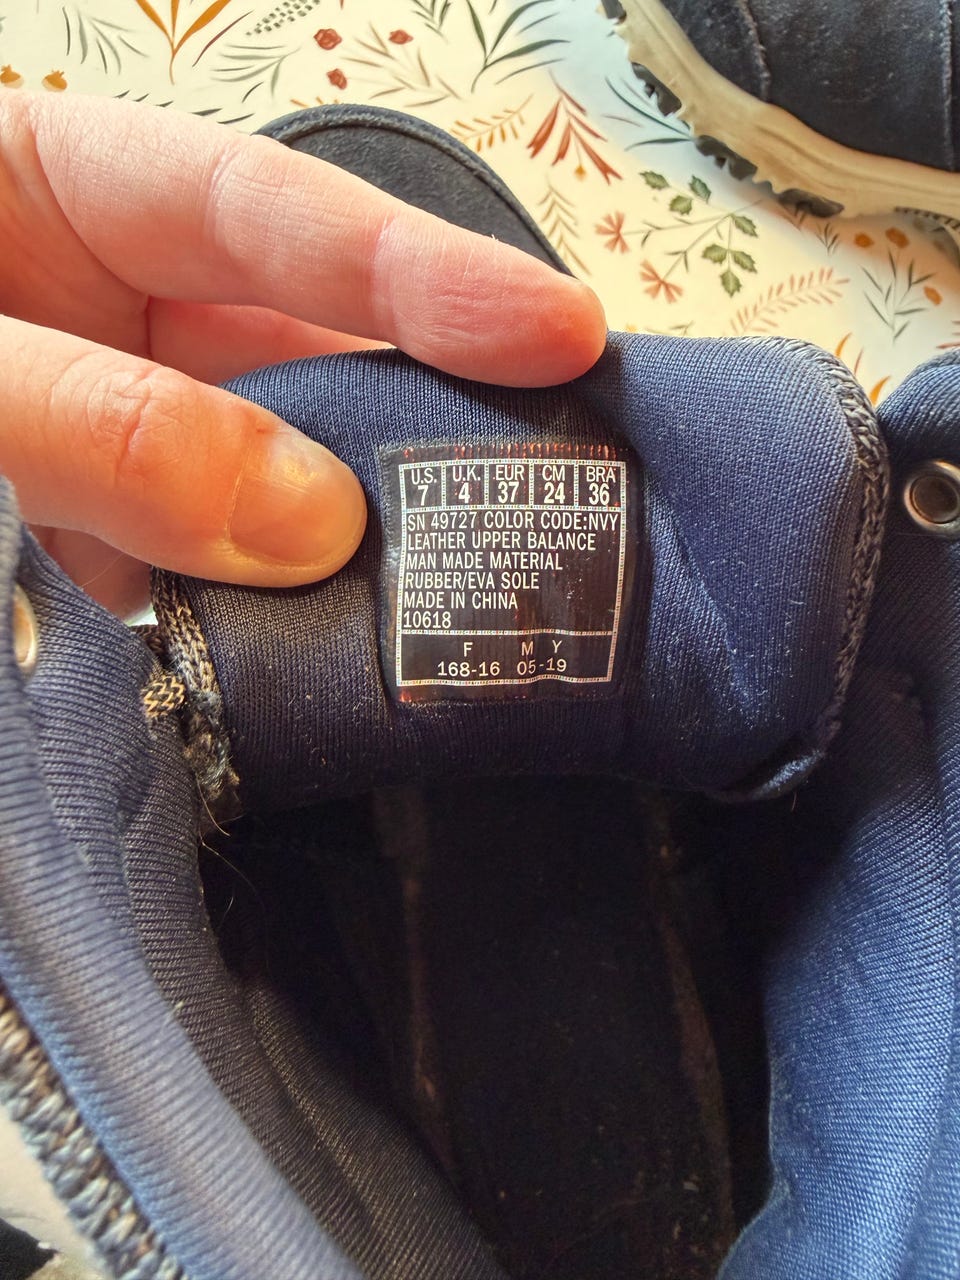 U.S. U.K. EUR CM BRA
7 4 37 24 36
SN 49727 COLOR CODE:NVY
LEATHER UPPER BALANCE
MAN MADE MATERIAL
RUBBER/EVA SOLE
MADE IN CHINA
10618
F M Y
168-16 05-19